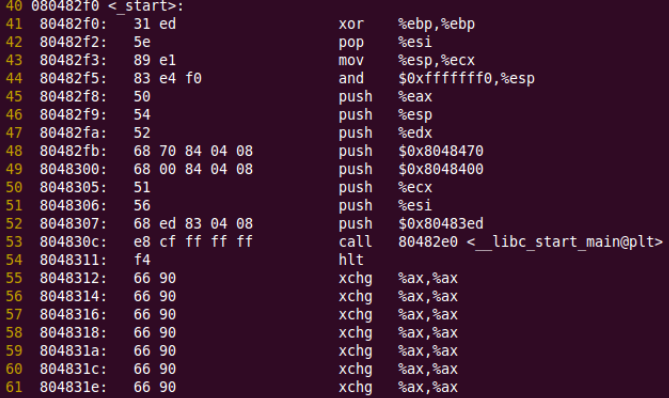 40 080482f0 <_start>:
41  80482f0:   31 ed                   xor    %ebp,%ebp
42  80482f2:   5e                      pop    %esi
43  80482f3:   89 e1                   mov    %esp,%ecx
44  80482f5:   83 e4 f0                and    $0xfffffff0,%esp
45  80482f8:   50                      push   %eax
46  80482f9:   54                      push   %esp
47  80482fa:   52                      push   %edx
48  80482fb:   68 70 84 04 08          push   $0x8048470
49  8048300:   68 00 84 04 08          push   $0x8048400
50  8048305:   51                      push   %ecx
51  8048306:   56                      push   %esi
52  8048307:   68 ed 83 04 08          push   $0x80483ed
53  804830c:   e8 cf ff ff ff          call   80482e0 <__libc_start_main@plt>
54  8048311:   f4                      hlt
55  8048312:   66 90                   xchg   %ax,%ax
56  8048314:   66 90                   xchg   %ax,%ax
57  8048316:   66 90                   xchg   %ax,%ax
58  8048318:   66 90                   xchg   %ax,%ax
59  804831a:   66 90                   xchg   %ax,%ax
60  804831c:   66 90                   xchg   %ax,%ax
61  804831e:   66 90                   xchg   %ax,%ax